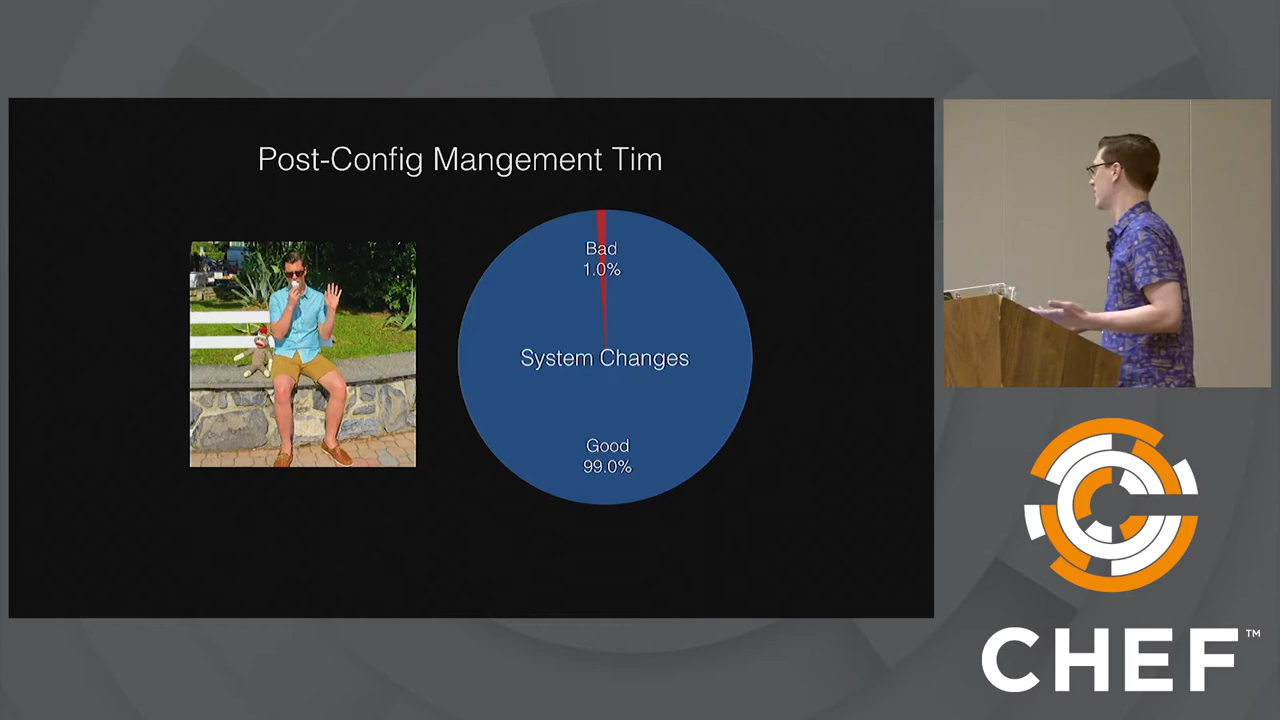 Post-Config Mangement Tim
Bad
1.0%
System Changes
Good
99.0%
CHEF™